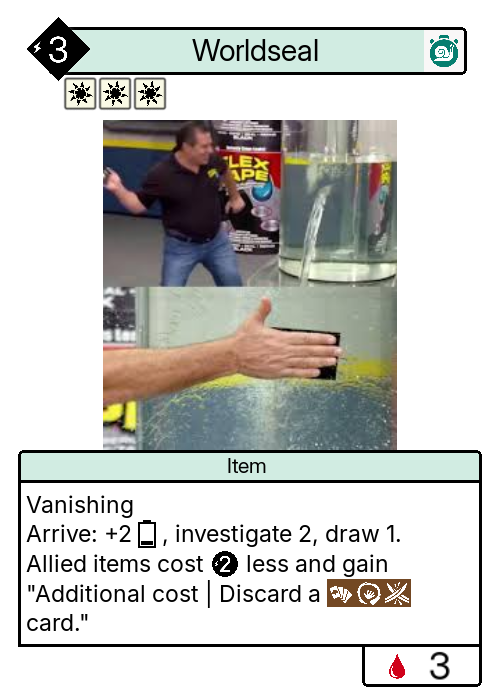 3
Worldseal
FLEX
TAPE
Item
Vanishing
Arrive: +2 , investigate 2, draw 1.
Allied items cost 2 less and gain
"Additional cost | Discard a
card."
3